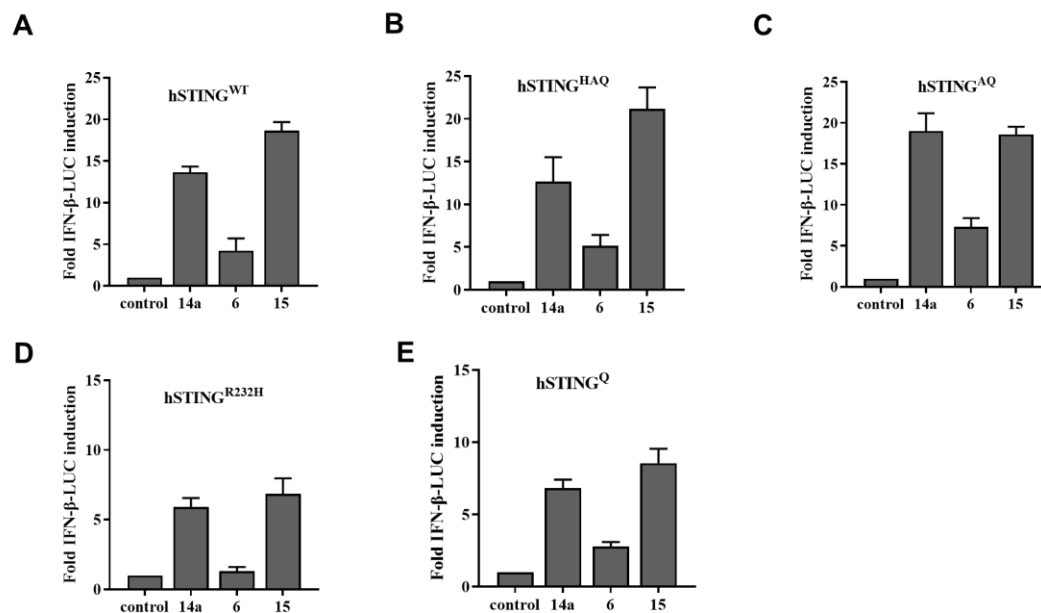 A
hSTING^WT
Fold IFN-β-LUC induction
25
20
15
10
5
0
control 14a 6 15
B
hSTING^HAQ
Fold IFN-β-LUC induction
25
20
15
10
5
0
control 14a 6 15
C
hSTING^AQ
Fold IFN-β-LUC induction
25
20
15
10
5
0
control 14a 6 15
D
hSTING^R232H
Fold IFN-β-LUC induction
15
10
5
0
control 14a 6 15
E
hSTING^Q
Fold IFN-β-LUC induction
15
10
5
0
control 14a 6 15